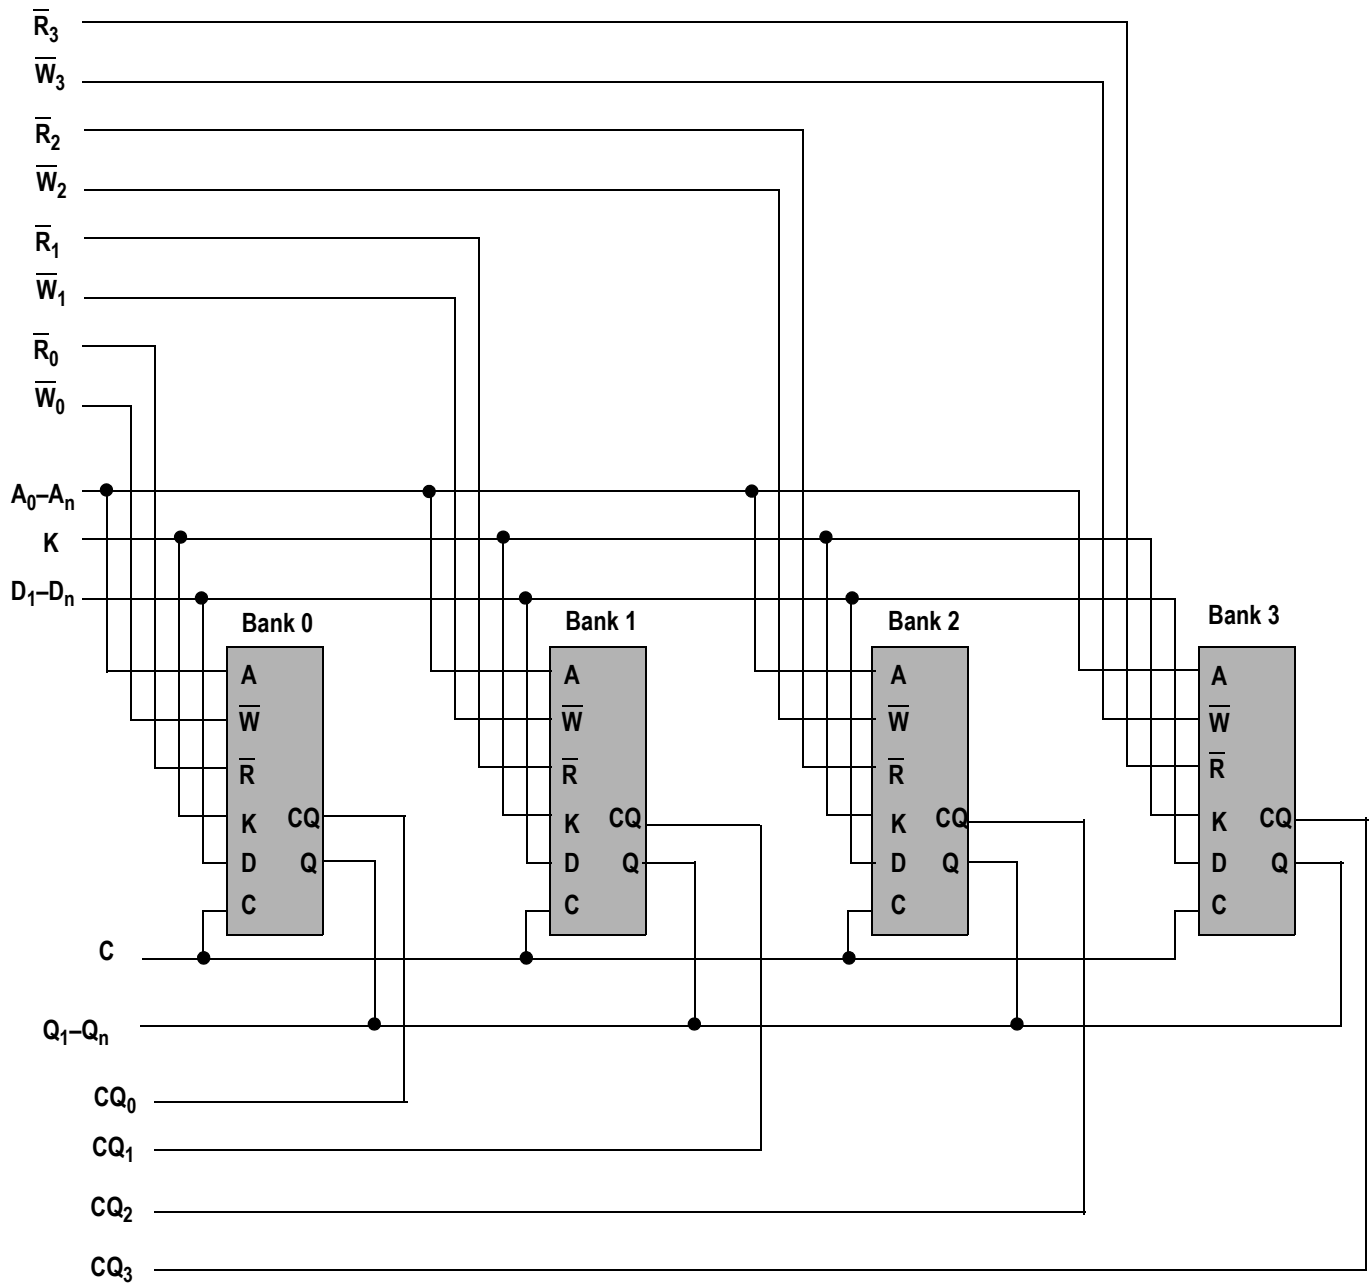 R̅₃
W̅₃
R̅₂
W̅₂
R̅₁
W̅₁
R̅₀
W̅₀
A₀–Aₙ
K
D₁–Dₙ
Bank 0
A
W̅
R̅
K
CQ
D
Q
C
Bank 1
A
W̅
R̅
K
CQ
D
Q
C
Bank 2
A
W̅
R̅
K
CQ
D
Q
C
Bank 3
A
W̅
R̅
K
CQ
D
Q
C
C
Q₁–Qₙ
CQ₀
CQ₁
CQ₂
CQ₃